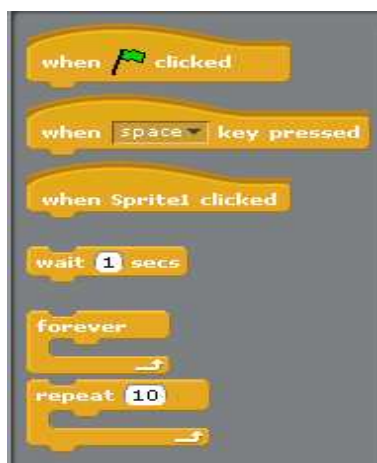 when clicked
when space key pressed
when Sprite1 clicked
wait 1 secs
forever
repeat 10